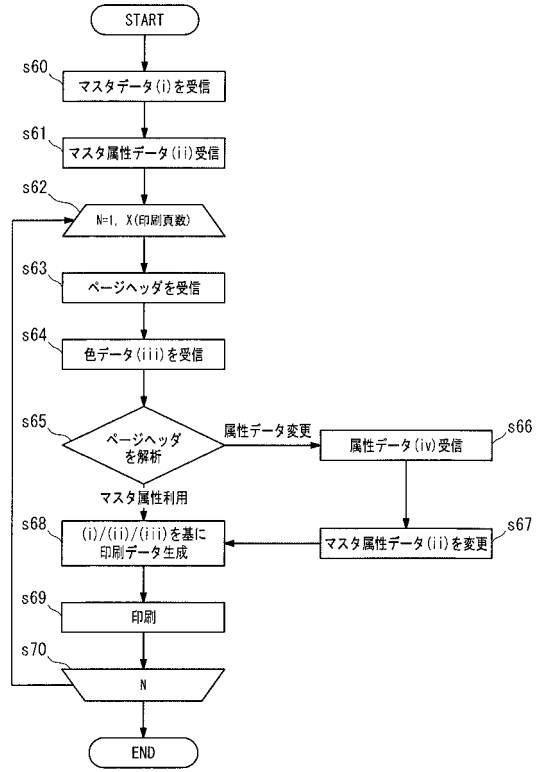 START
s60
マスタデータ(i)を受信
s61
マスタ属性データ(ii)受信
s62
N=1, X(印刷頁数)
s63
ページヘッダを受信
s64
色データ(iii)を受信
s65
ページヘッダ
を解析
属性データ変更
s66
属性データ(iv)受信
マスタ属性利用
s67
マスタ属性データ(ii)を変更
s68
(i)/(ii)/(iii)を基に
印刷データ生成
s69
印刷
s70
N
END